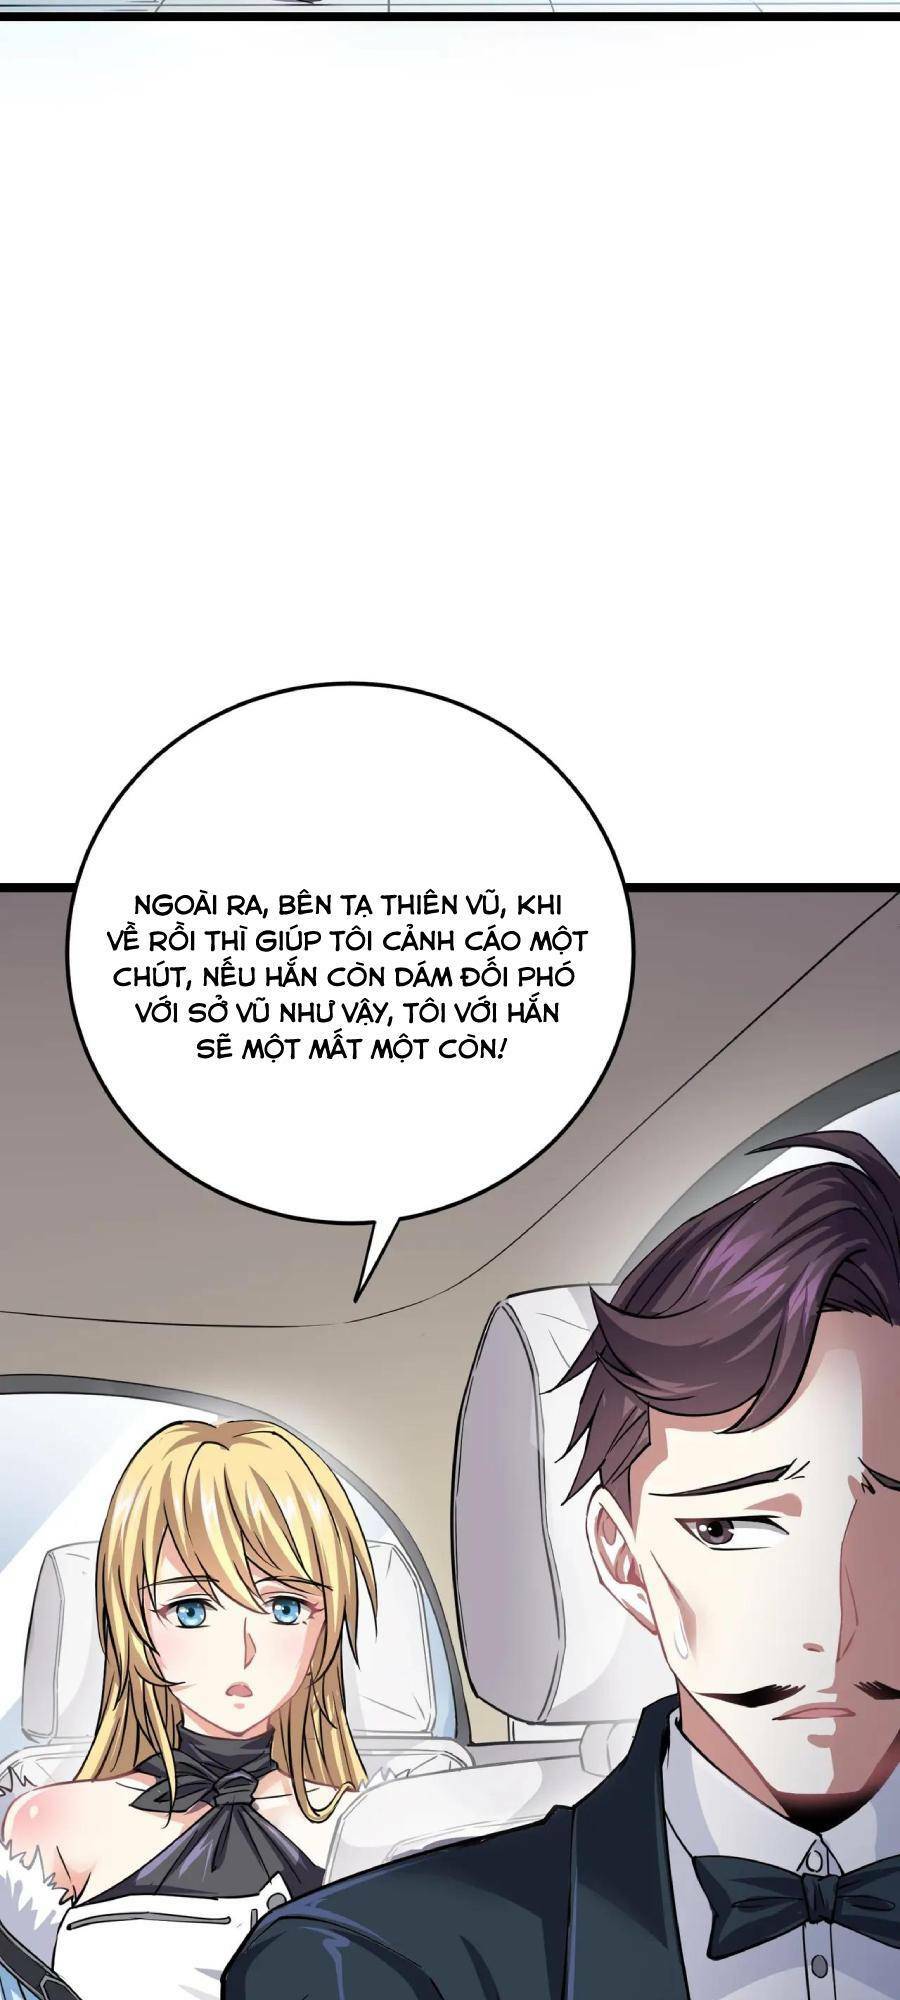 NGOÀI RA, BÊN TẠ THIÊN VŨ, KHI
VỀ RỒI THÌ GIÚP TÔI CẢNH CÁO MỘT
CHÚT, NẾU HẮN CÒN DÁM ĐỐI PHÓ
VỚI SỞ VŨ NHƯ VẬY, TÔI VỚI HẮN
SẼ MỘT MẤT MỘT CÒN!